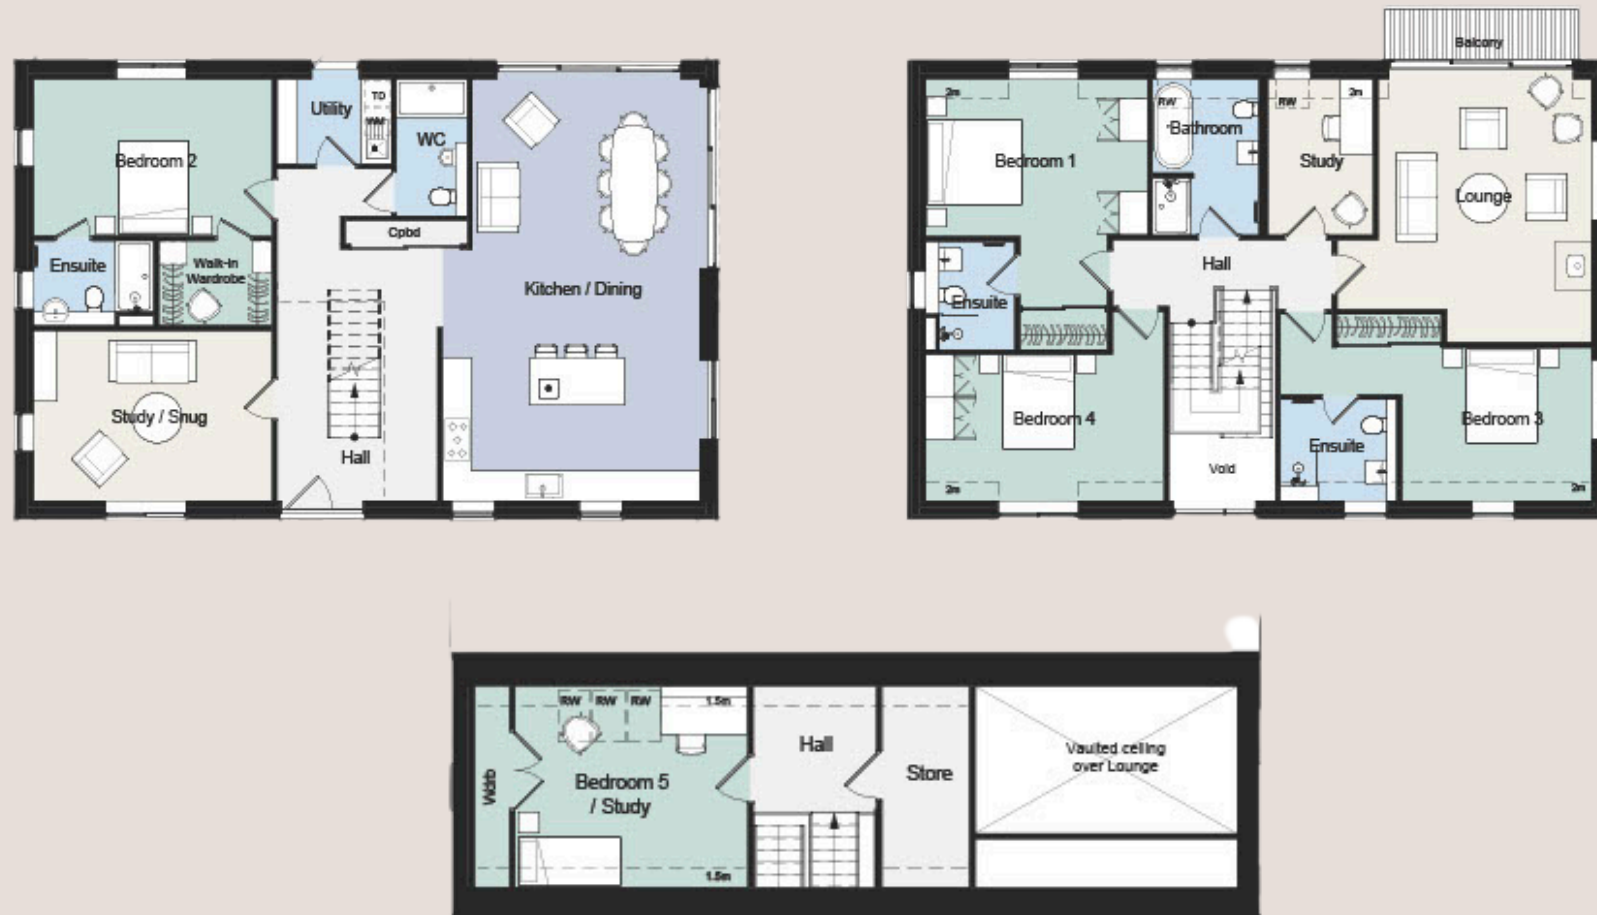 Bedroom 2
Utility
TD
WM
WC
Cpbd
Ensuite
Walk-in
Wardrobe
Kitchen / Dining
Study / Snug
Hall
Balcony
2m
Bedroom 1
RW
Bathroom
RW
2m
Study
Lounge
Hall
Ensuite
Bedroom 4
2m
Void
Ensuite
Bedroom 3
2m
RW
RW
RW
1.5m
Wdrb
Bedroom 5
/ Study
1.5m
Hall
Store
Vaulted ceiling
over Lounge